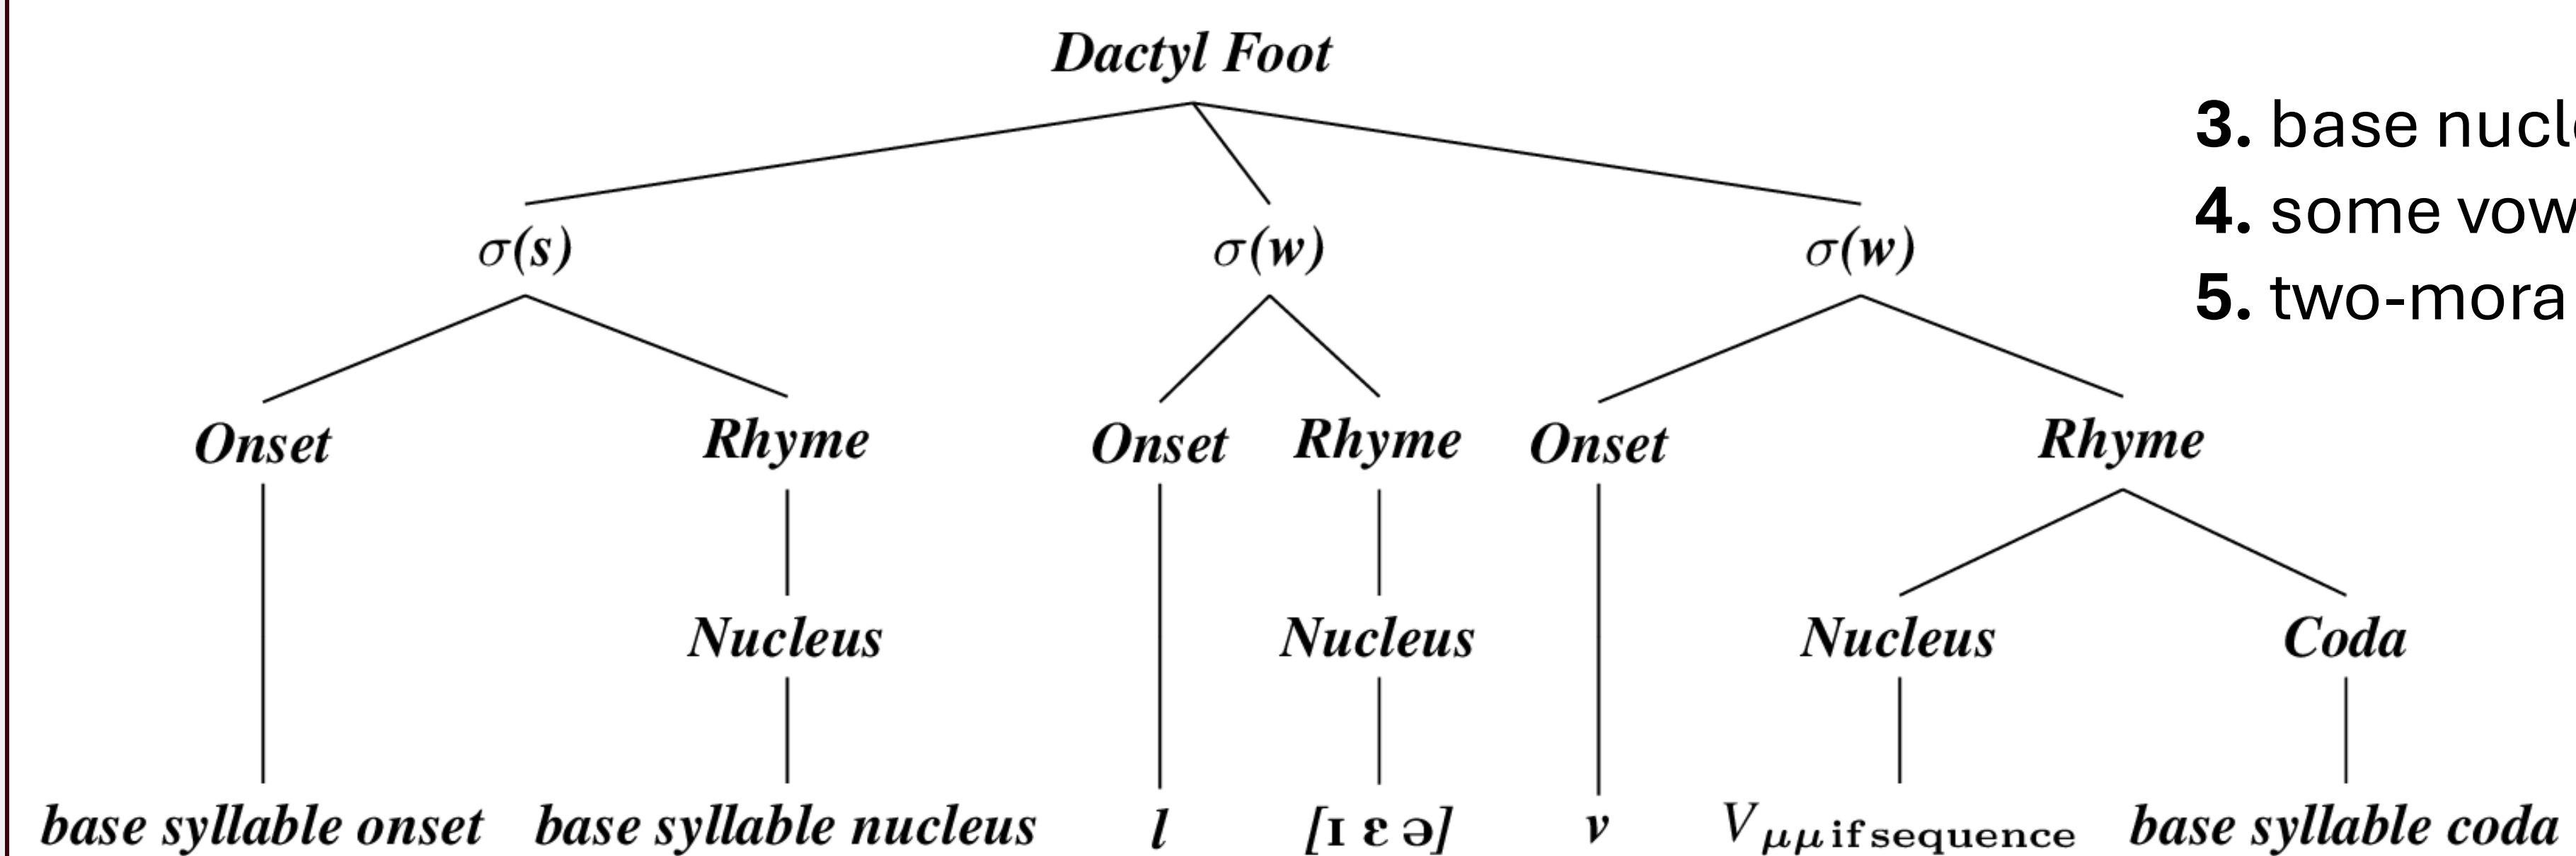 Dactyl Foot
3. base nucl
4. some vow
5. two-mora
σ(s) σ(w) σ(w)
Onset Rhyme Onset Rhyme Onset Rhyme
Nucleus Nucleus Nucleus Coda
base syllable onset base syllable nucleus l [ɪ ɛ ə] v V μμ if sequence base syllable coda